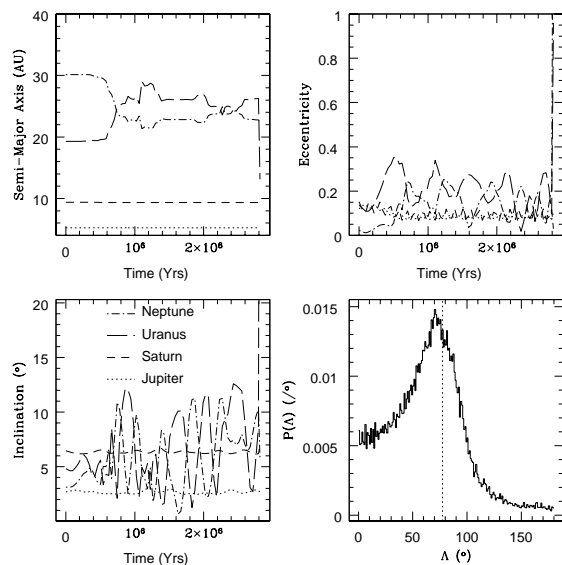 40
30
20
10
Semi-Major Axis (AU)
0
10⁶
2×10⁶
Time (Yrs)
1
0.8
0.6
0.4
0.2
0
Eccentricity
0
10⁶
2×10⁶
Time (Yrs)
20
15
10
5
Inclination (°)
Neptune
Uranus
Saturn
Jupiter
0
10⁶
2×10⁶
Time (Yrs)
0.015
0.01
0.005
0
P(Λ) (/°)
0
50
100
150
Λ (°)